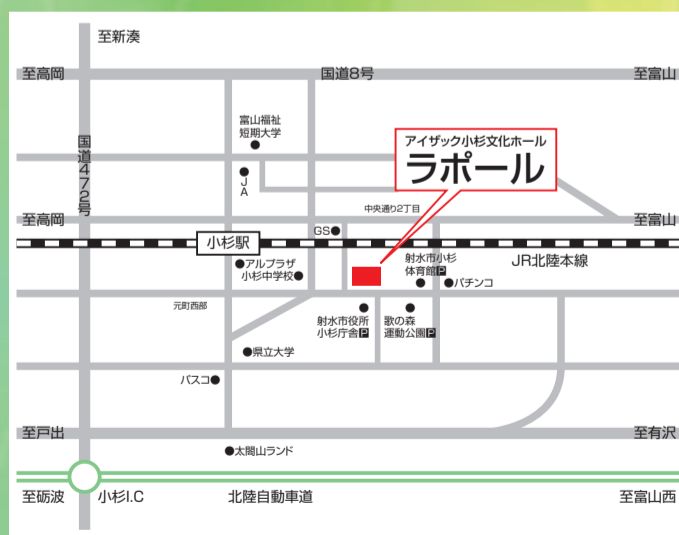 至新湊
至高岡
国道8号
至富山
国道472号
富山福祉
短期大学
JA
アイザック小杉文化ホール
ラポール
中央通り2丁目
至高岡
至富山
GS
小杉駅
JR北陸本線
アルプラザ
小杉中学校
射水市小杉
体育館P
パチンコ
元町西部
射水市役所
小杉庁舎P
歌の森
運動公園P
県立大学
パスコ
至戸出
至有沢
太閤山ランド
至砺波
小杉I.C
北陸自動車道
至富山西